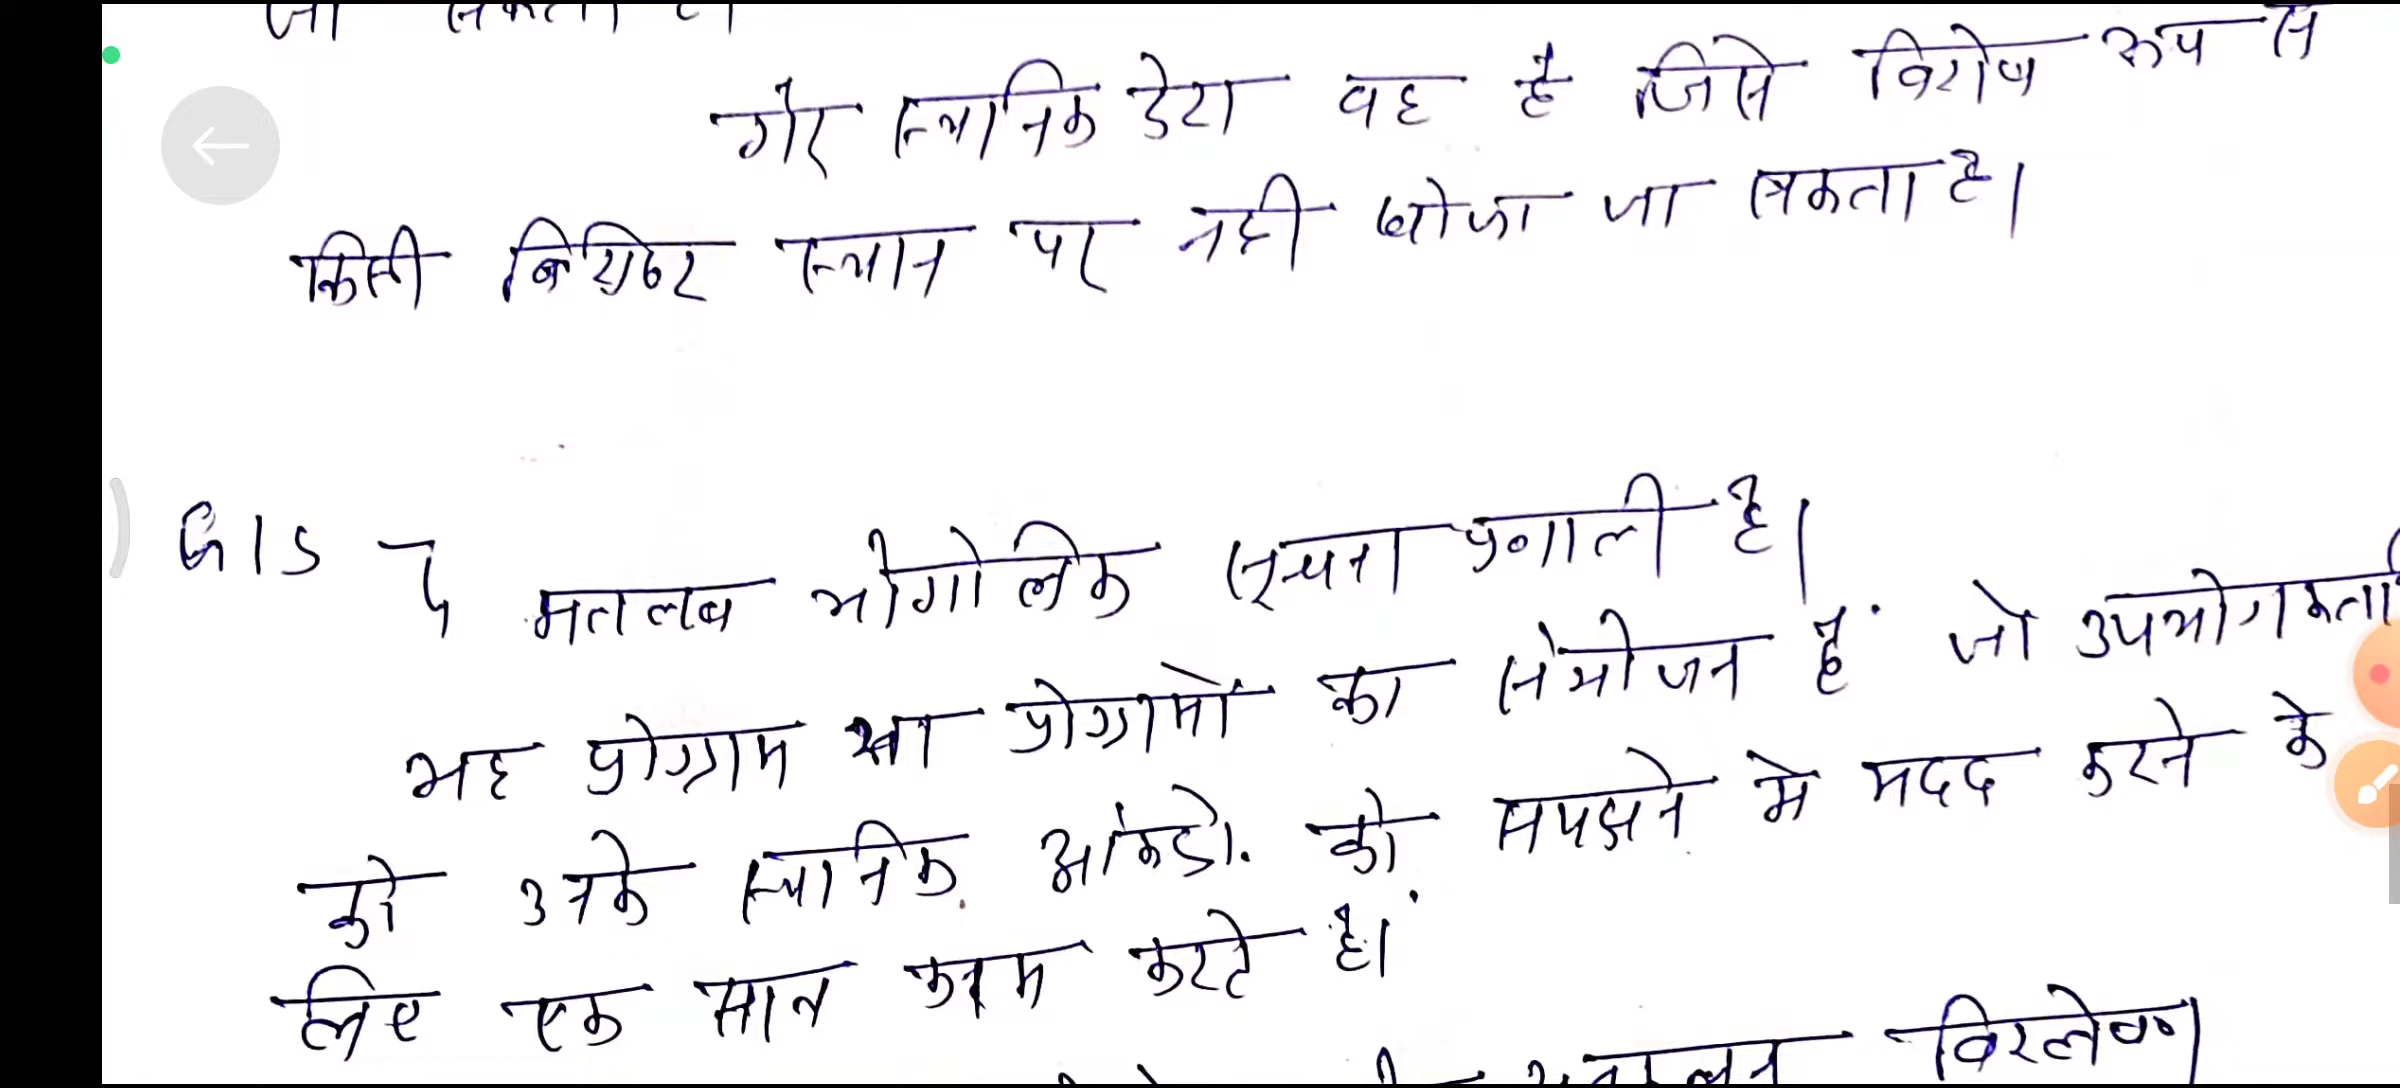 गैर स्थानिक डेटा वह है जिसे विशेष रूप से
किसी विशिष्ट स्थान पर नही खोजा जा सकता है।
GIS → मतलब भौगोलिक सूचना प्रणाली है।
यह प्रोग्राम या प्रोग्रामों का संयोजन है जो उपयोगकर्ता
को उनके स्थानिक आंकडो को समझने मे मदद करने के
लिए एक साथ काम करते है।
विश्लेषण